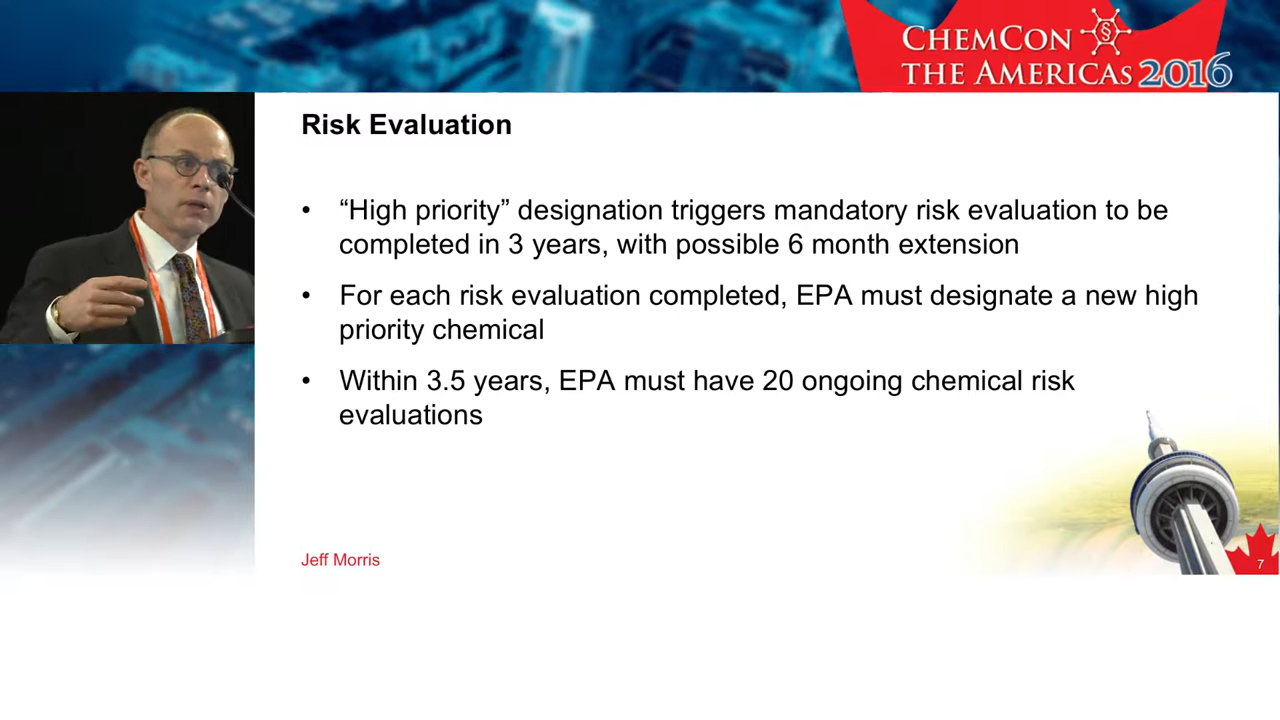 CHEMCON §
THE AMERICAS 2016
Risk Evaluation
• “High priority” designation triggers mandatory risk evaluation to be
completed in 3 years, with possible 6 month extension
• For each risk evaluation completed, EPA must designate a new high
priority chemical
• Within 3.5 years, EPA must have 20 ongoing chemical risk
evaluations
Jeff Morris
7